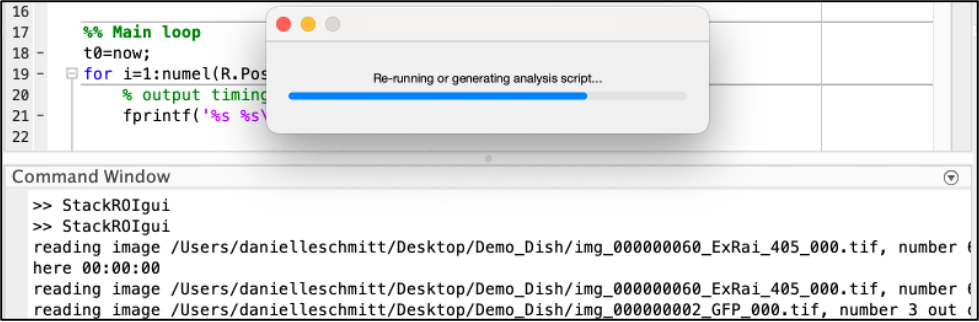 16
17 %% Main loop
18 – t0=now;
19 – for i=1:numel(R.Pos
20 % output timing
21 – fprintf('%s %s\
22
Re-running or generating analysis script...
Command Window
>> StackROIgui
>> StackROIgui
reading image /Users/danielleschmitt/Desktop/Demo_Dish/img_000000060_ExRai_405_000.tif, number
here 00:00:00
reading image /Users/danielleschmitt/Desktop/Demo_Dish/img_000000060_ExRai_405_000.tif, number
reading image /Users/danielleschmitt/Desktop/Demo_Dish/img_000000002_GFP_000.tif, number 3 out